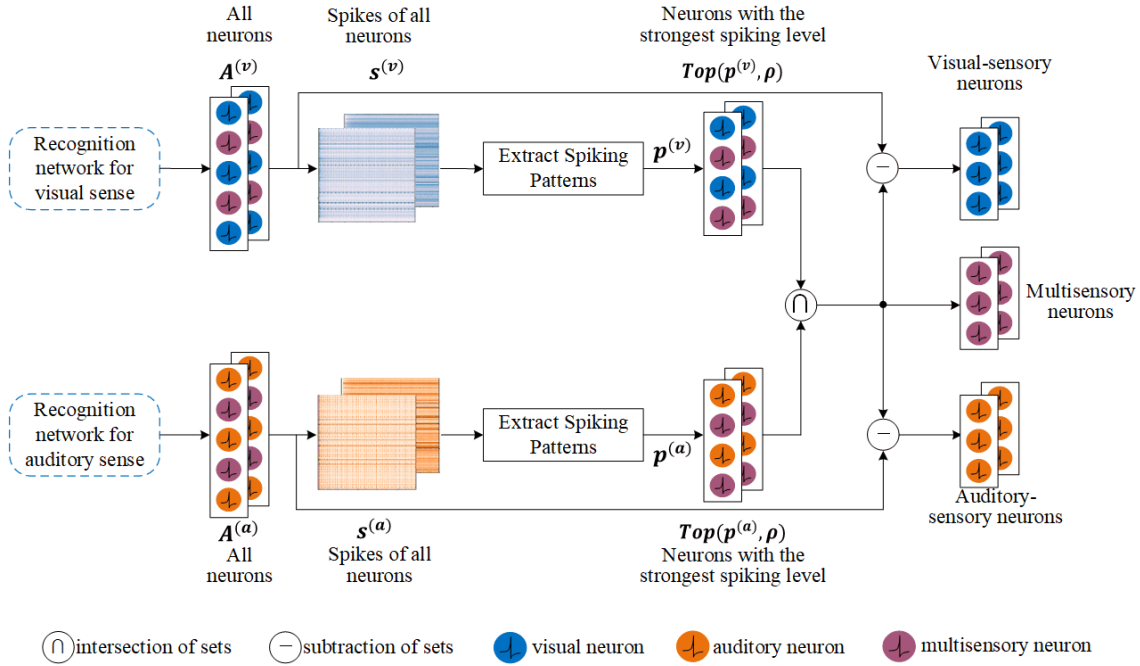 All
neurons
Spikes of all
neurons
Neurons with the
strongest spiking level
A^(v)
s^(v)
Top(p^(v), ρ)
Visual-sensory
neurons
Recognition
network for
visual sense
Extract Spiking
Patterns
p^(v)
−
∩
Multisensory
neurons
Recognition
network for
auditory sense
Extract Spiking
Patterns
p^(a)
−
Auditory-
sensory neurons
A^(a)
s^(a)
Top(p^(a), ρ)
All
neurons
Spikes of all
neurons
Neurons with the
strongest spiking level
∩ intersection of sets
− subtraction of sets
visual neuron
auditory neuron
multisensory neuron